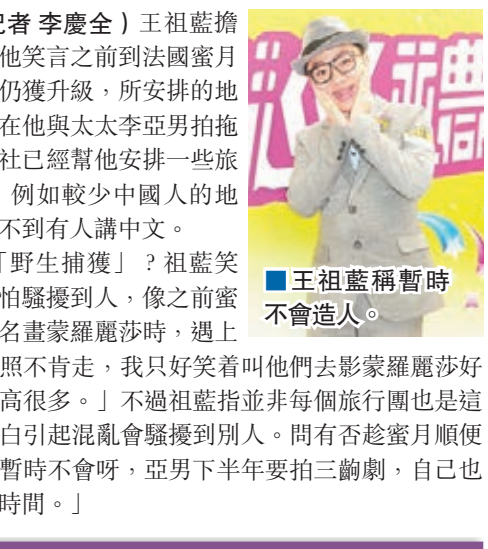 記者 李慶全）王祖藍擔
他笑言之前到法國蜜月
仍獲升級，所安排的地
在他與太太李亞男拍拖
社已經幫他安排一些旅
例如較少中國人的地
不到有人講中文。
「野生捕獲」？祖藍笑
怕騷擾到人，像之前蜜
名畫蒙羅麗莎時，遇上
照不肯走，我只好笑着叫他們去影蒙羅麗莎好
高很多。」不過祖藍指並非每個旅行團也是這
白引起混亂會騷擾到別人。問有否趁蜜月順便
暫時不會呀，亞男下半年要拍三齣劇，自己也
時間。」
■王祖藍稱暫時
不會造人。
禮